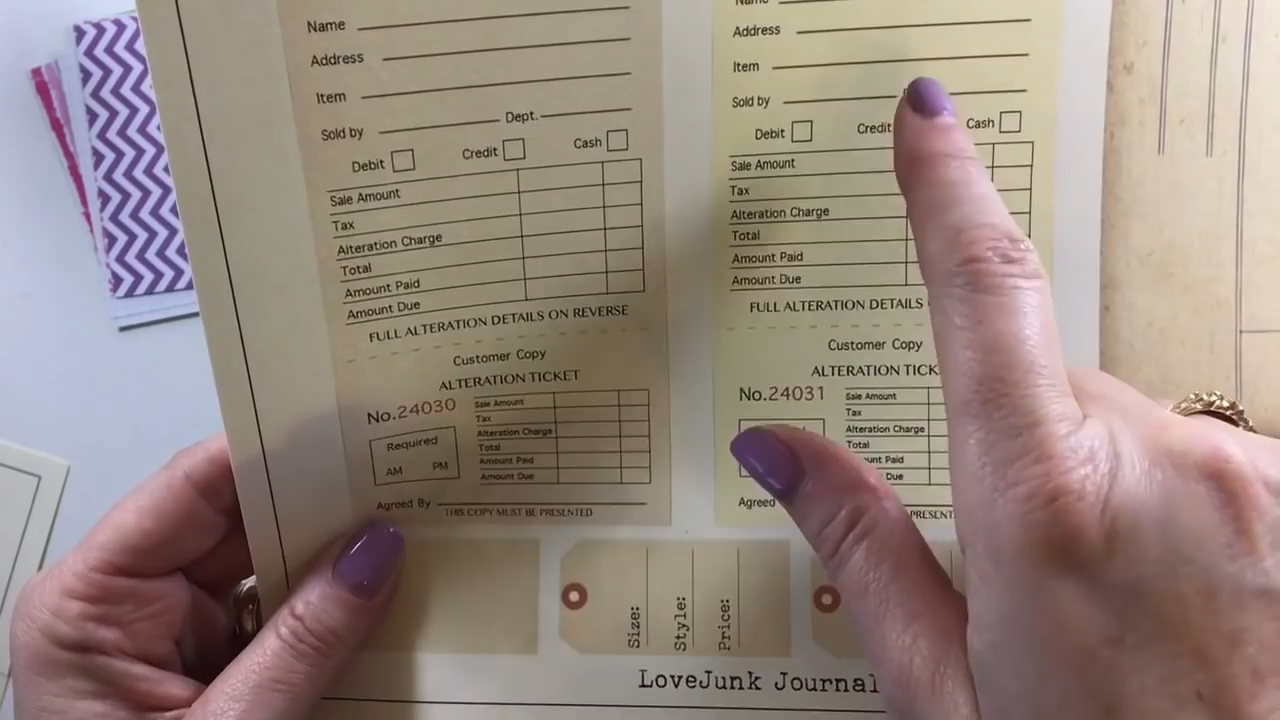 Name
Address
Item
Sold by Dept.
Debit Credit Cash
Sale Amount
Tax
Alteration Charge
Total
Amount Paid
Amount Due
FULL ALTERATION DETAILS ON REVERSE
Customer Copy
ALTERATION TICKET
No.24030
Required
AM PM
Sale Amount
Tax
Alteration Charge
Total
Amount Paid
Amount Due
Agreed By
THIS COPY MUST BE PRESENTED
Name
Address
Item
Sold by
Debit Credit Cash
Sale Amount
Tax
Alteration Charge
Total
Amount Paid
Amount Due
FULL ALTERATION DETAILS
Customer Copy
ALTERATION
No.24031
Sale Amount
Tax
Alteration Charge
Total
Paid
Due
Agreed
Size:
Style:
Price:
LoveJunk Journal